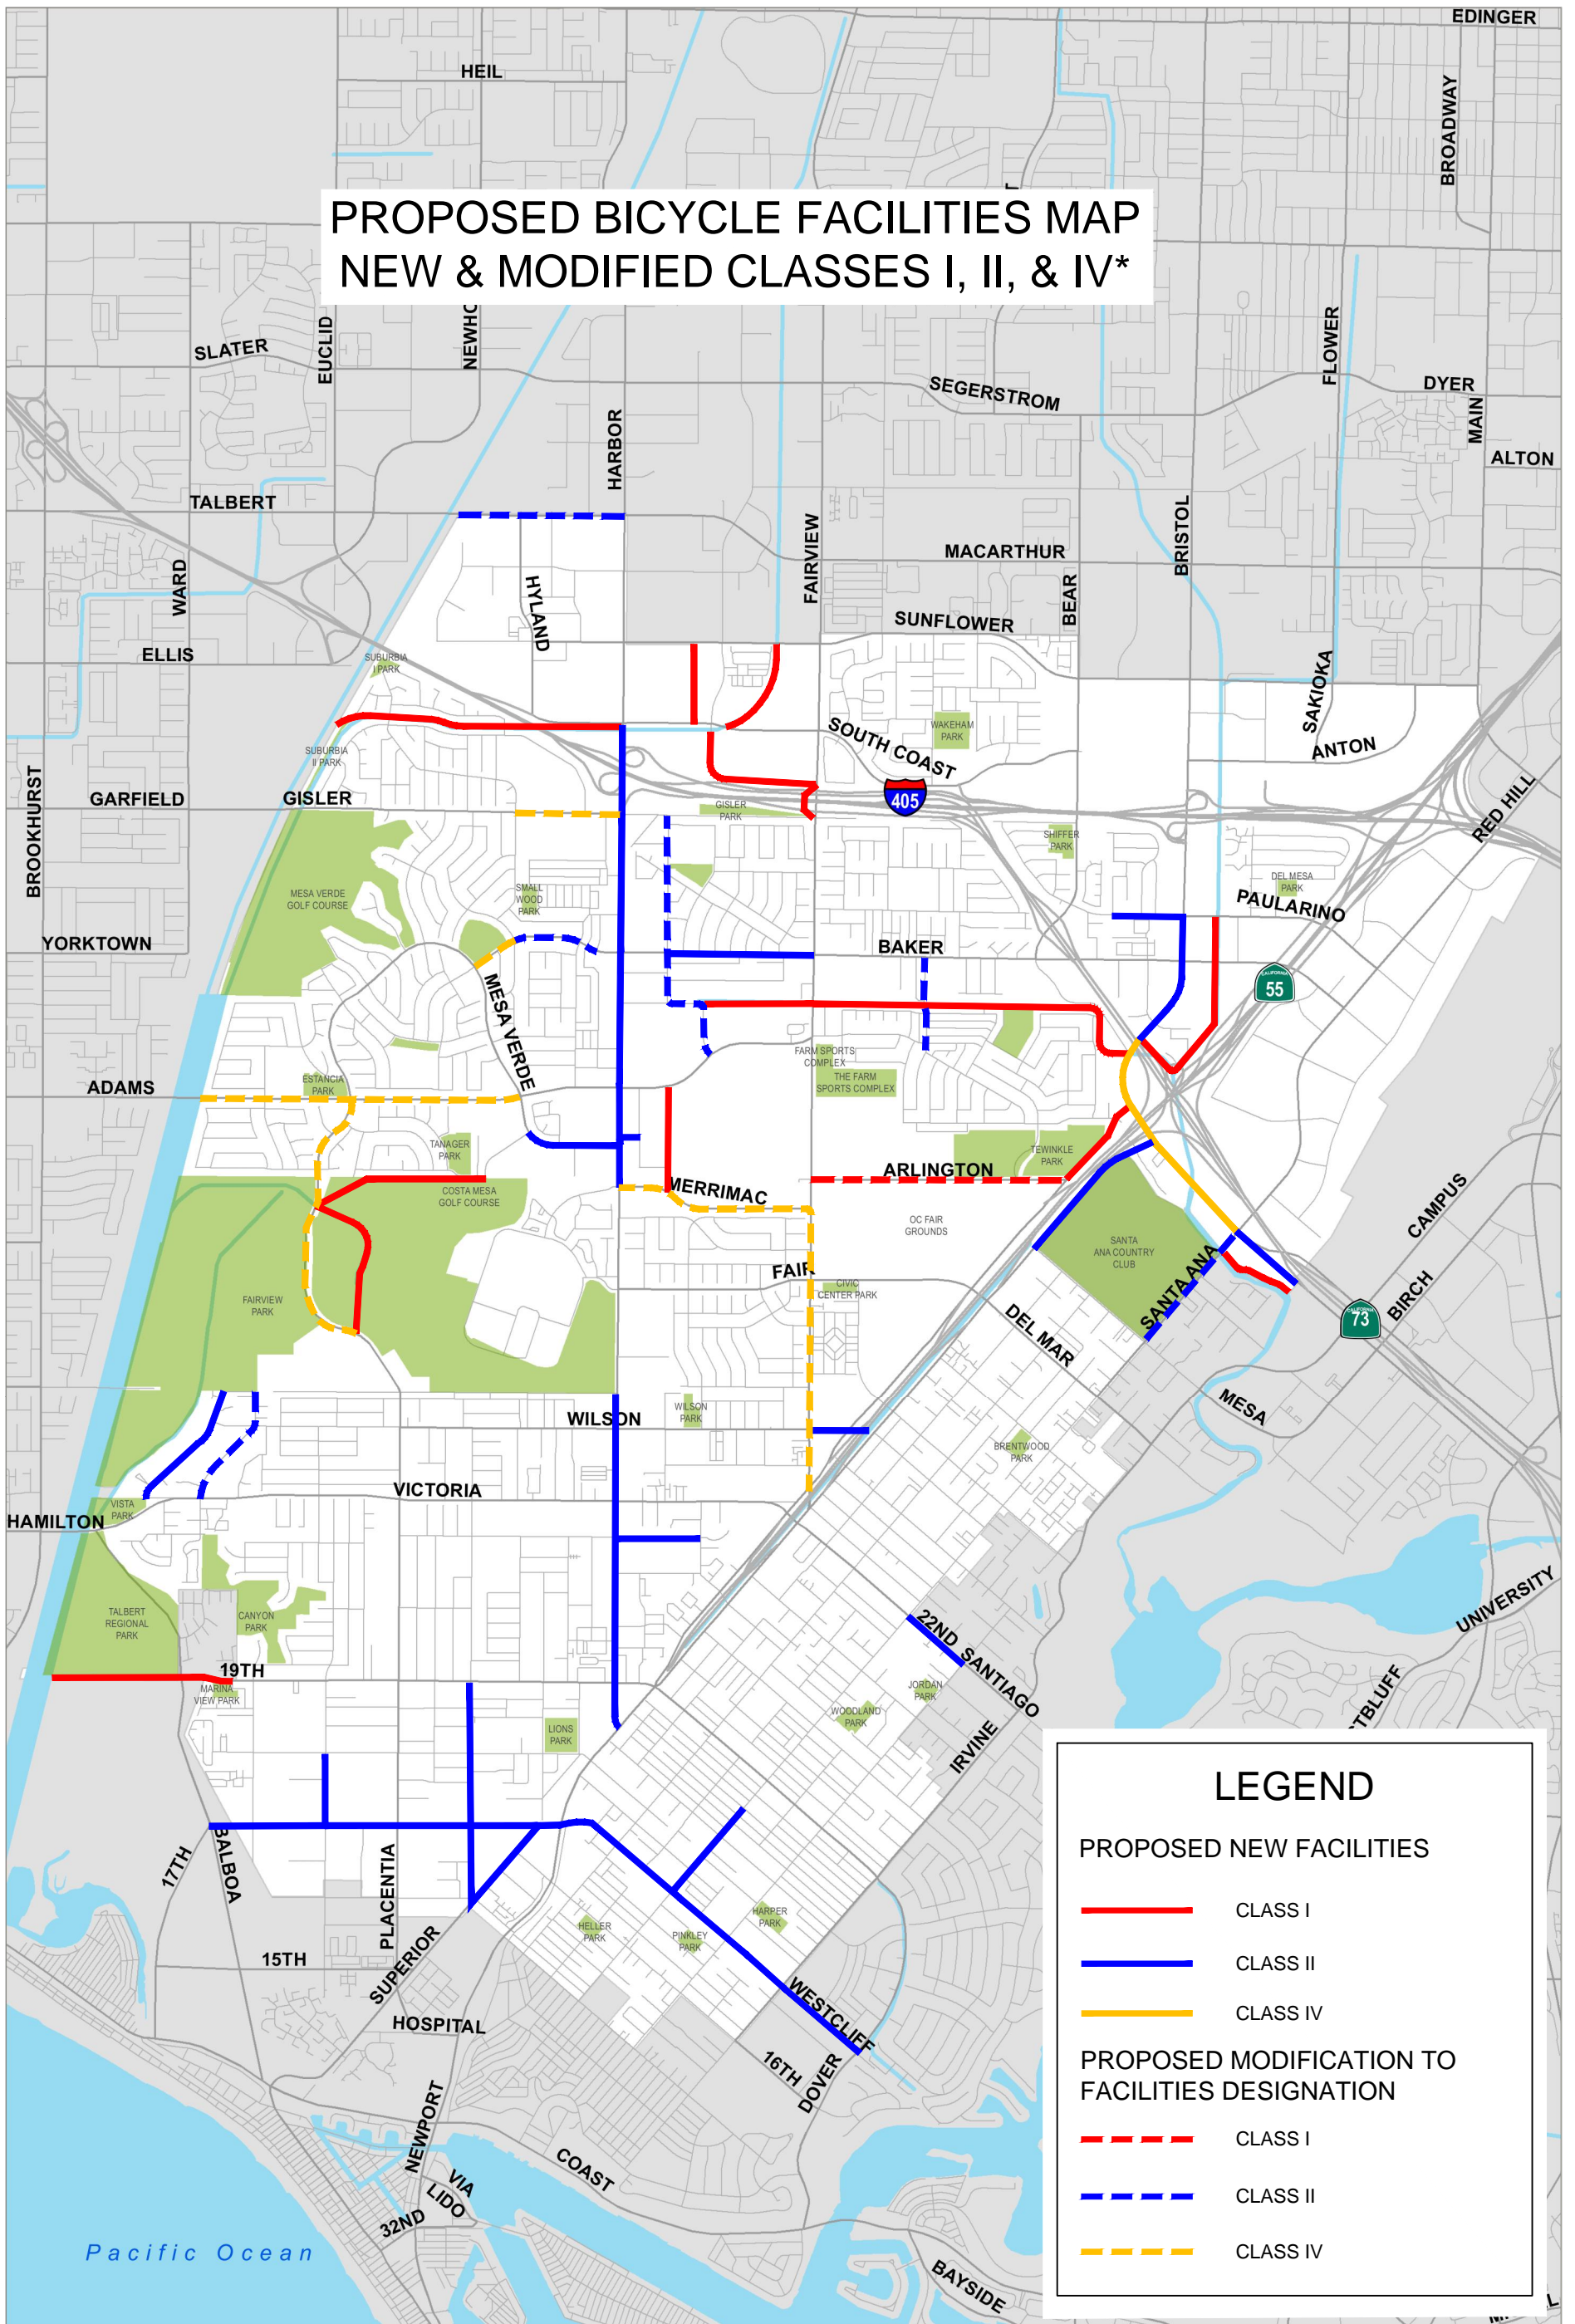 EDINGER
HEIL
BROADWAY
PROPOSED BICYCLE FACILITIES MAP
NEW & MODIFIED CLASSES I, II, & IV*
SLATER
EUCLID
FLOWER
SEGERSTROM
DYER
MAIN
HARBOR
ALTON
TALBERT
FAIRVIEW
BRISTOL
MACARTHUR
WARD
HYLAND
BEAR
SUNFLOWER
ELLIS
SUBURBIA
I PARK
SAKIOKA
WAKEHAM
PARK
SOUTH COAST
ANTON
SUBURBIA
II PARK
BROOKHURST
GARFIELD
GISLER
405
GISLER
PARK
RED HILL
SHIFFER
PARK
MESA VERDE
GOLF COURSE
SMALL
WOOD
PARK
DEL MESA
PARK
PAULARINO
YORKTOWN
BAKER
CALIFORNIA
55
MESA VERDE
FARM SPORTS
COMPLEX
THE FARM
SPORTS COMPLEX
ADAMS
ESTANCIA
PARK
TANAGER
PARK
TEWINKLE
PARK
ARLINGTON
MERRIMAC
COSTA MESA
GOLF COURSE
OC FAIR
GROUNDS
CAMPUS
SANTA
ANA COUNTRY
CLUB
SANTA ANA
FAIR
CIVIC
CENTER PARK
FAIRVIEW
PARK
BIRCH
CALIFORNIA
73
DEL MAR
MESA
WILSON
WILSON
PARK
BRENTWOOD
PARK
VICTORIA
VISTA
PARK
HAMILTON
UNIVERSITY
TALBERT
REGIONAL
PARK
CANYON
PARK
22ND
SANTIAGO
19TH
MARINA
VIEW PARK
JORDAN
PARK
WOODLAND
PARK
LIONS
PARK
IRVINE
TBLUFF
LEGEND
PROPOSED NEW FACILITIES
CLASS I
CLASS II
CLASS IV
PROPOSED MODIFICATION TO
FACILITIES DESIGNATION
CLASS I
CLASS II
CLASS IV
17TH
BALBOA
PLACENTIA
HELLER
PARK
PINKLEY
PARK
HARPER
PARK
15TH
SUPERIOR
WESTCLIFF
HOSPITAL
16TH
DOVER
NEWPORT
COAST
VIA
LIDO
32ND
Pacific Ocean
BAYSIDE